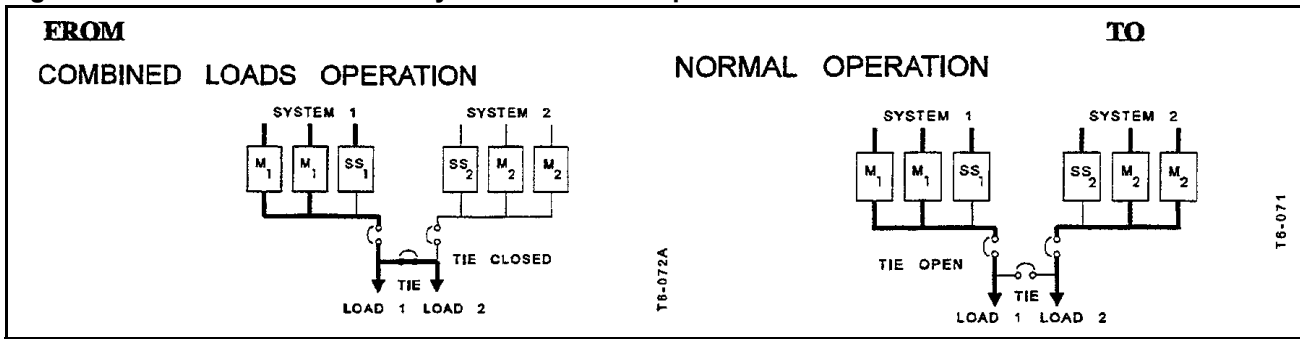 FROM
COMBINED LOADS OPERATION
SYSTEM 1
SYSTEM 2
M1
M1
SS1
SS2
M2
M2
TIE CLOSED
TIE
LOAD 1 LOAD 2
T6-072A
TO
NORMAL OPERATION
SYSTEM 1
SYSTEM 2
M1
M1
SS1
SS2
M2
M2
TIE OPEN
TIE
LOAD 1 LOAD 2
T6-071